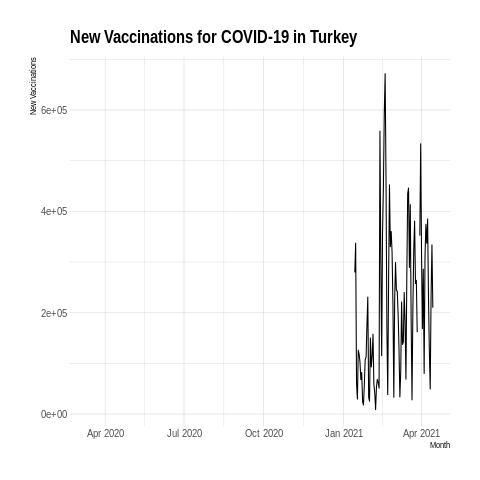 New Vaccinations for COVID-19 in Turkey
New Vaccinations
6e+05
4e+05
2e+05
0e+00
Apr 2020 Jul 2020 Oct 2020 Jan 2021 Apr 2021
Month